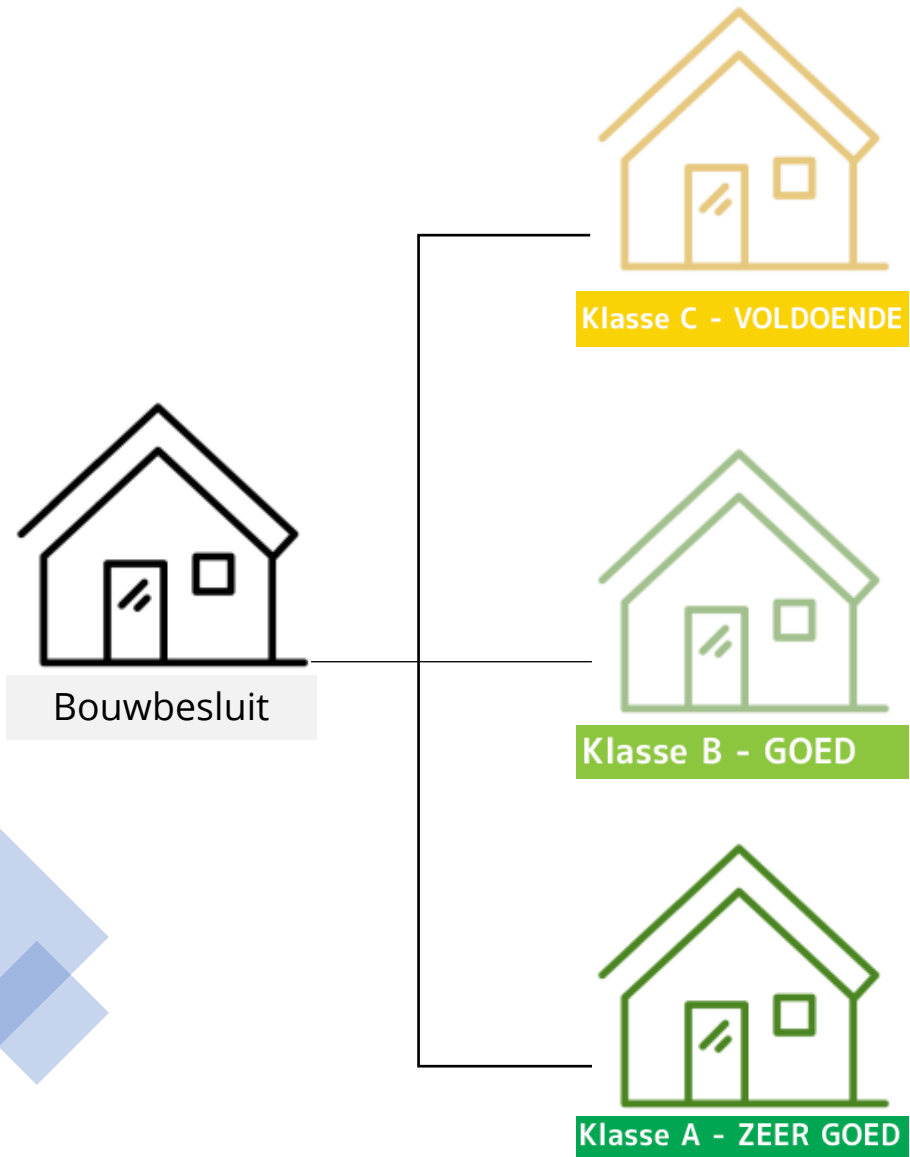 Klasse C - VOLDOENDE
Bouwbesluit
Klasse B - GOED
Klasse A - ZEER GOED